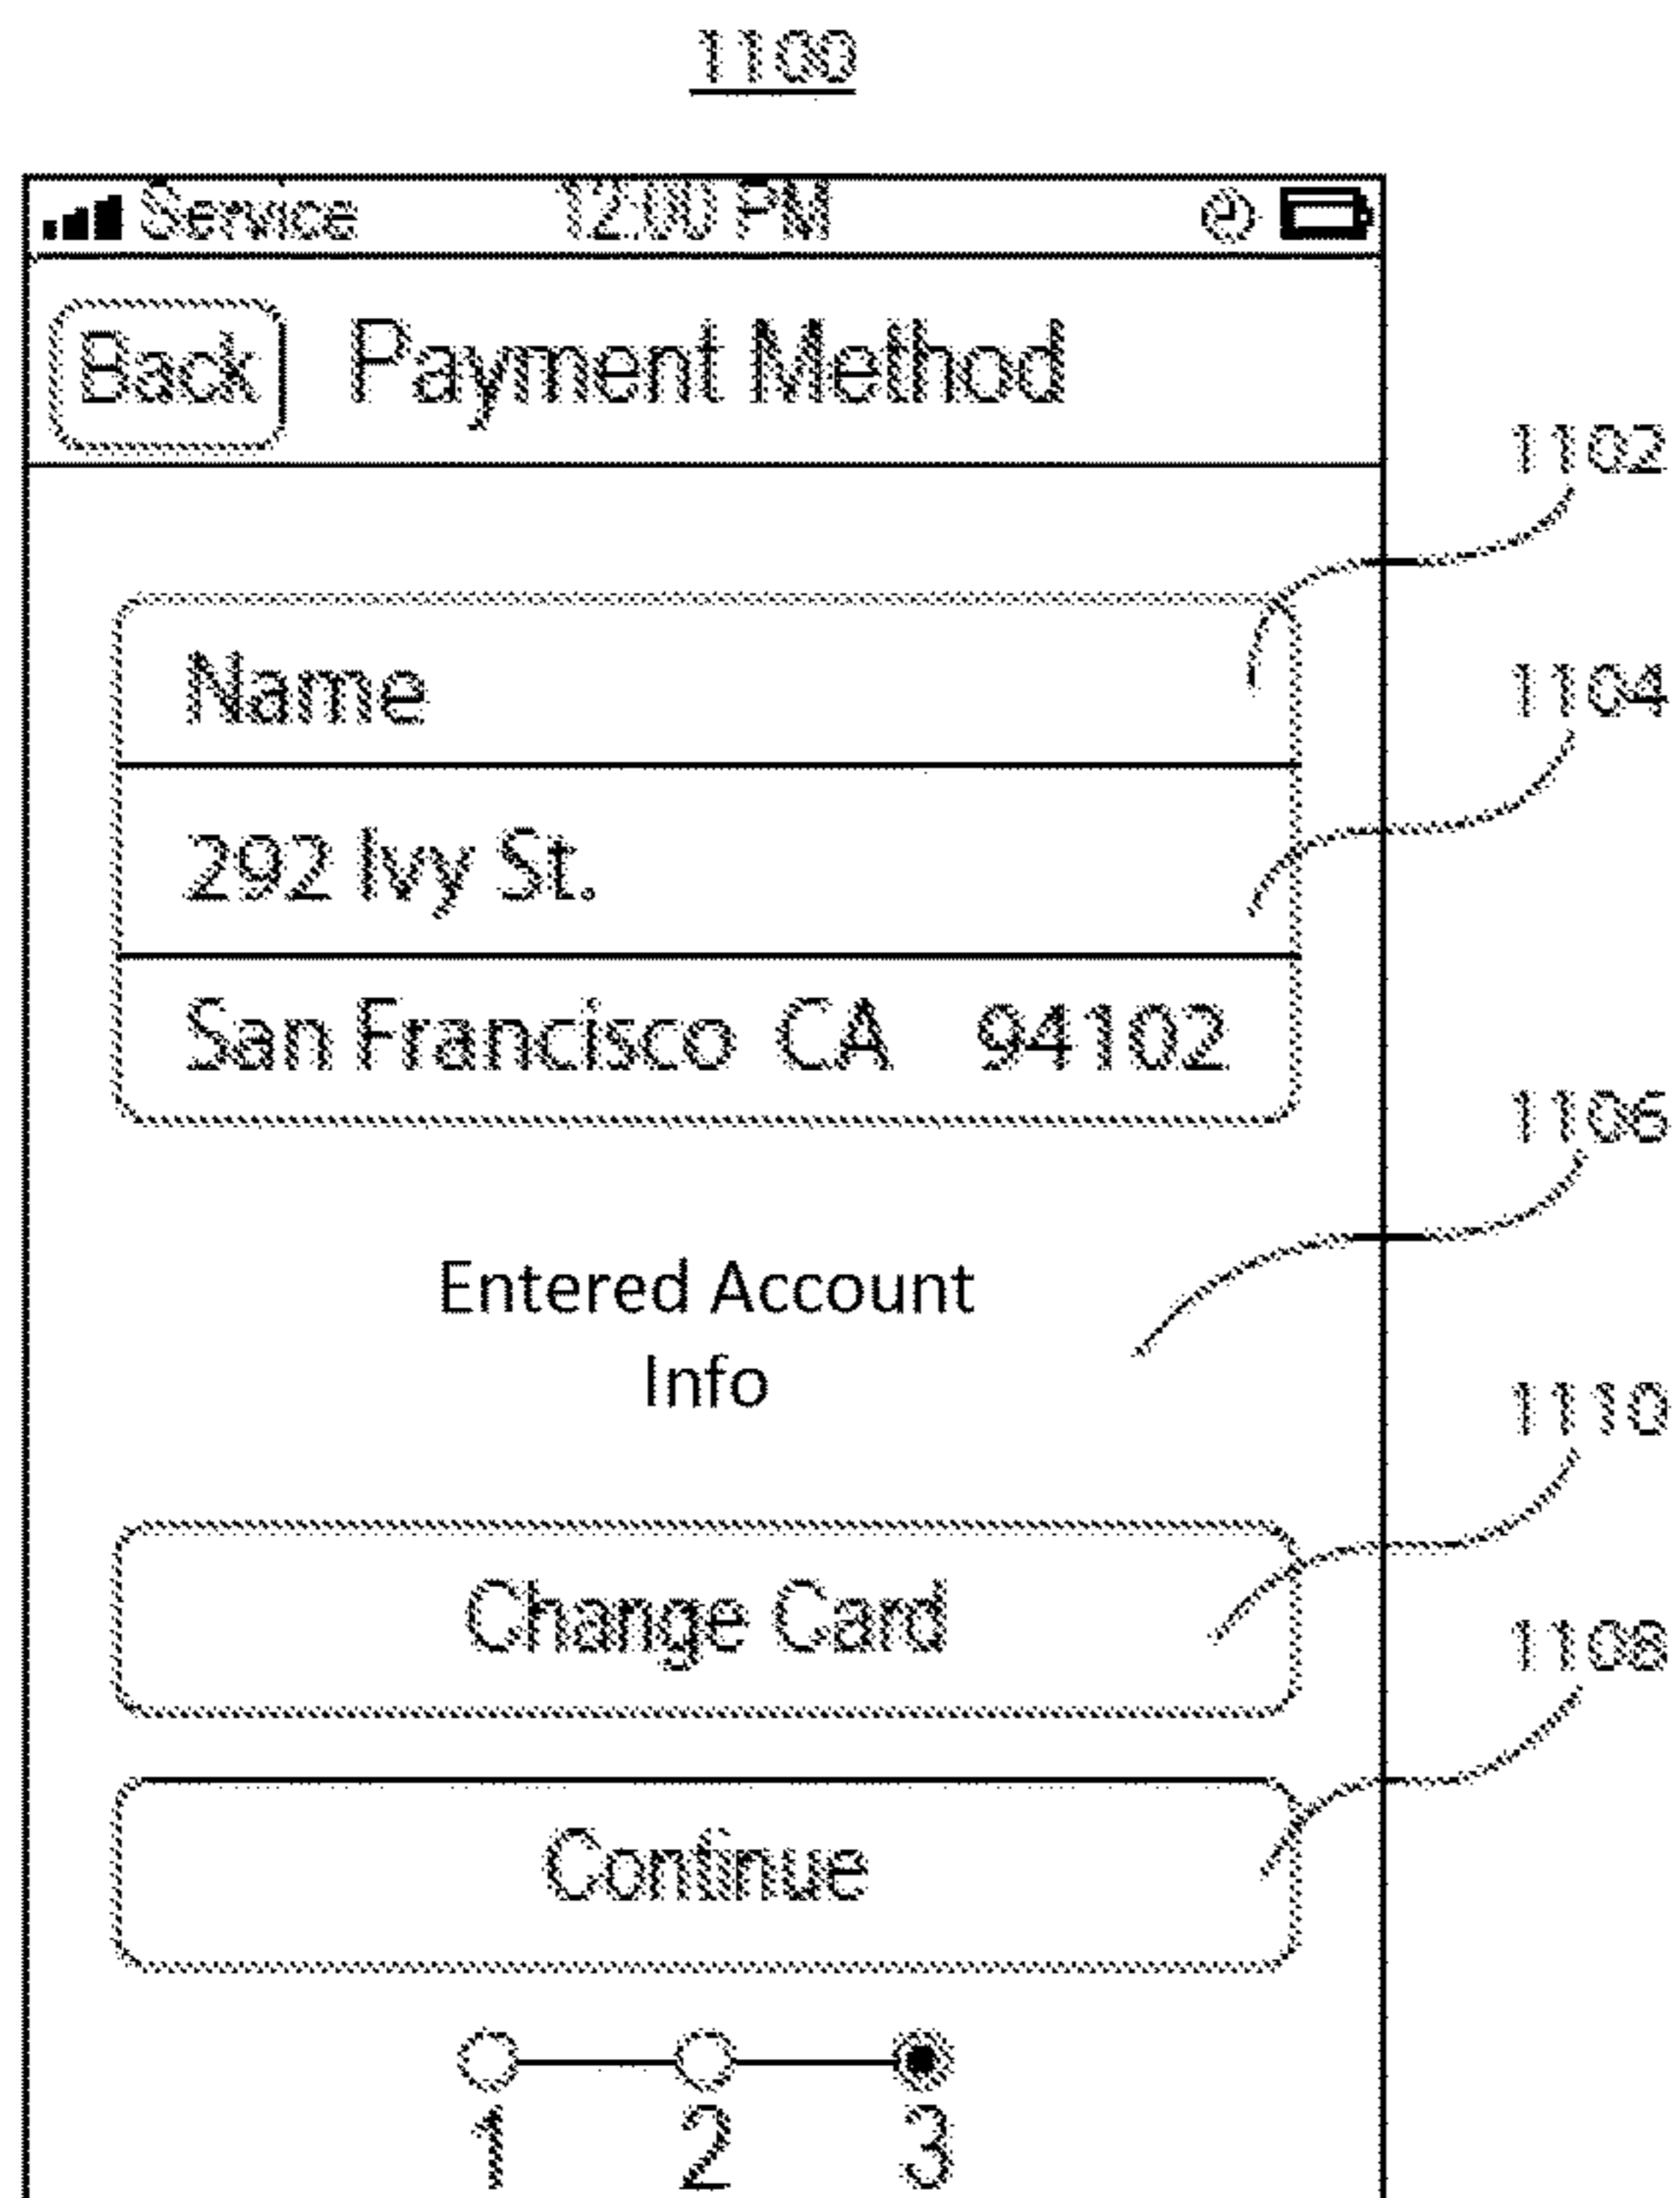 1100
Service 12:00 PM
Back Payment Method
1102
Name
1104
292 Ivy St.
San Francisco CA 94102
1106
Entered Account
Info
1110
Change Card
1108
Continue
1 2 3